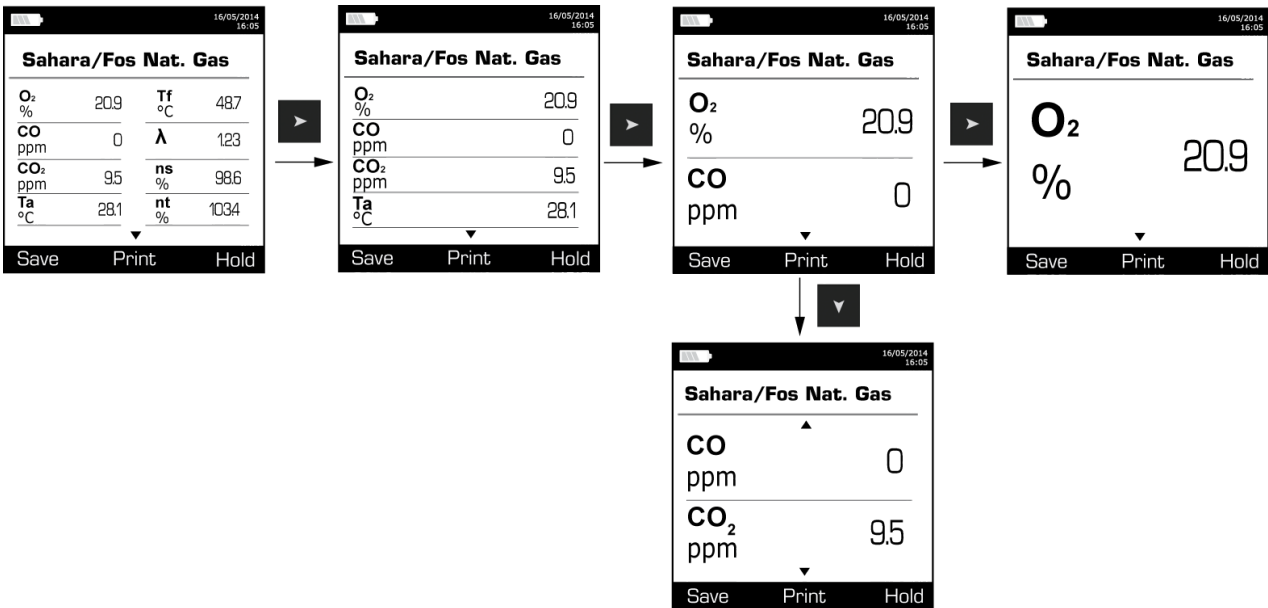 16/05/2014
16:05
Sahara/Fos Nat. Gas
O₂ % 20.9 Tf °C 48.7
CO ppm 0 λ 1.23
CO₂ ppm 9.5 ns % 98.6
Ta °C 28.1 nt % 103.4
Save Print Hold
16/05/2014
16:05
Sahara/Fos Nat. Gas
O₂ % 20.9
CO ppm 0
CO₂ ppm 9.5
Ta °C 28.1
Save Print Hold
16/05/2014
16:05
Sahara/Fos Nat. Gas
O₂ % 20.9
CO ppm 0
Save Print Hold
16/05/2014
16:05
Sahara/Fos Nat. Gas
O₂ % 20.9
Save Print Hold
16/05/2014
16:05
Sahara/Fos Nat. Gas
CO ppm 0
CO₂ ppm 9.5
Save Print Hold